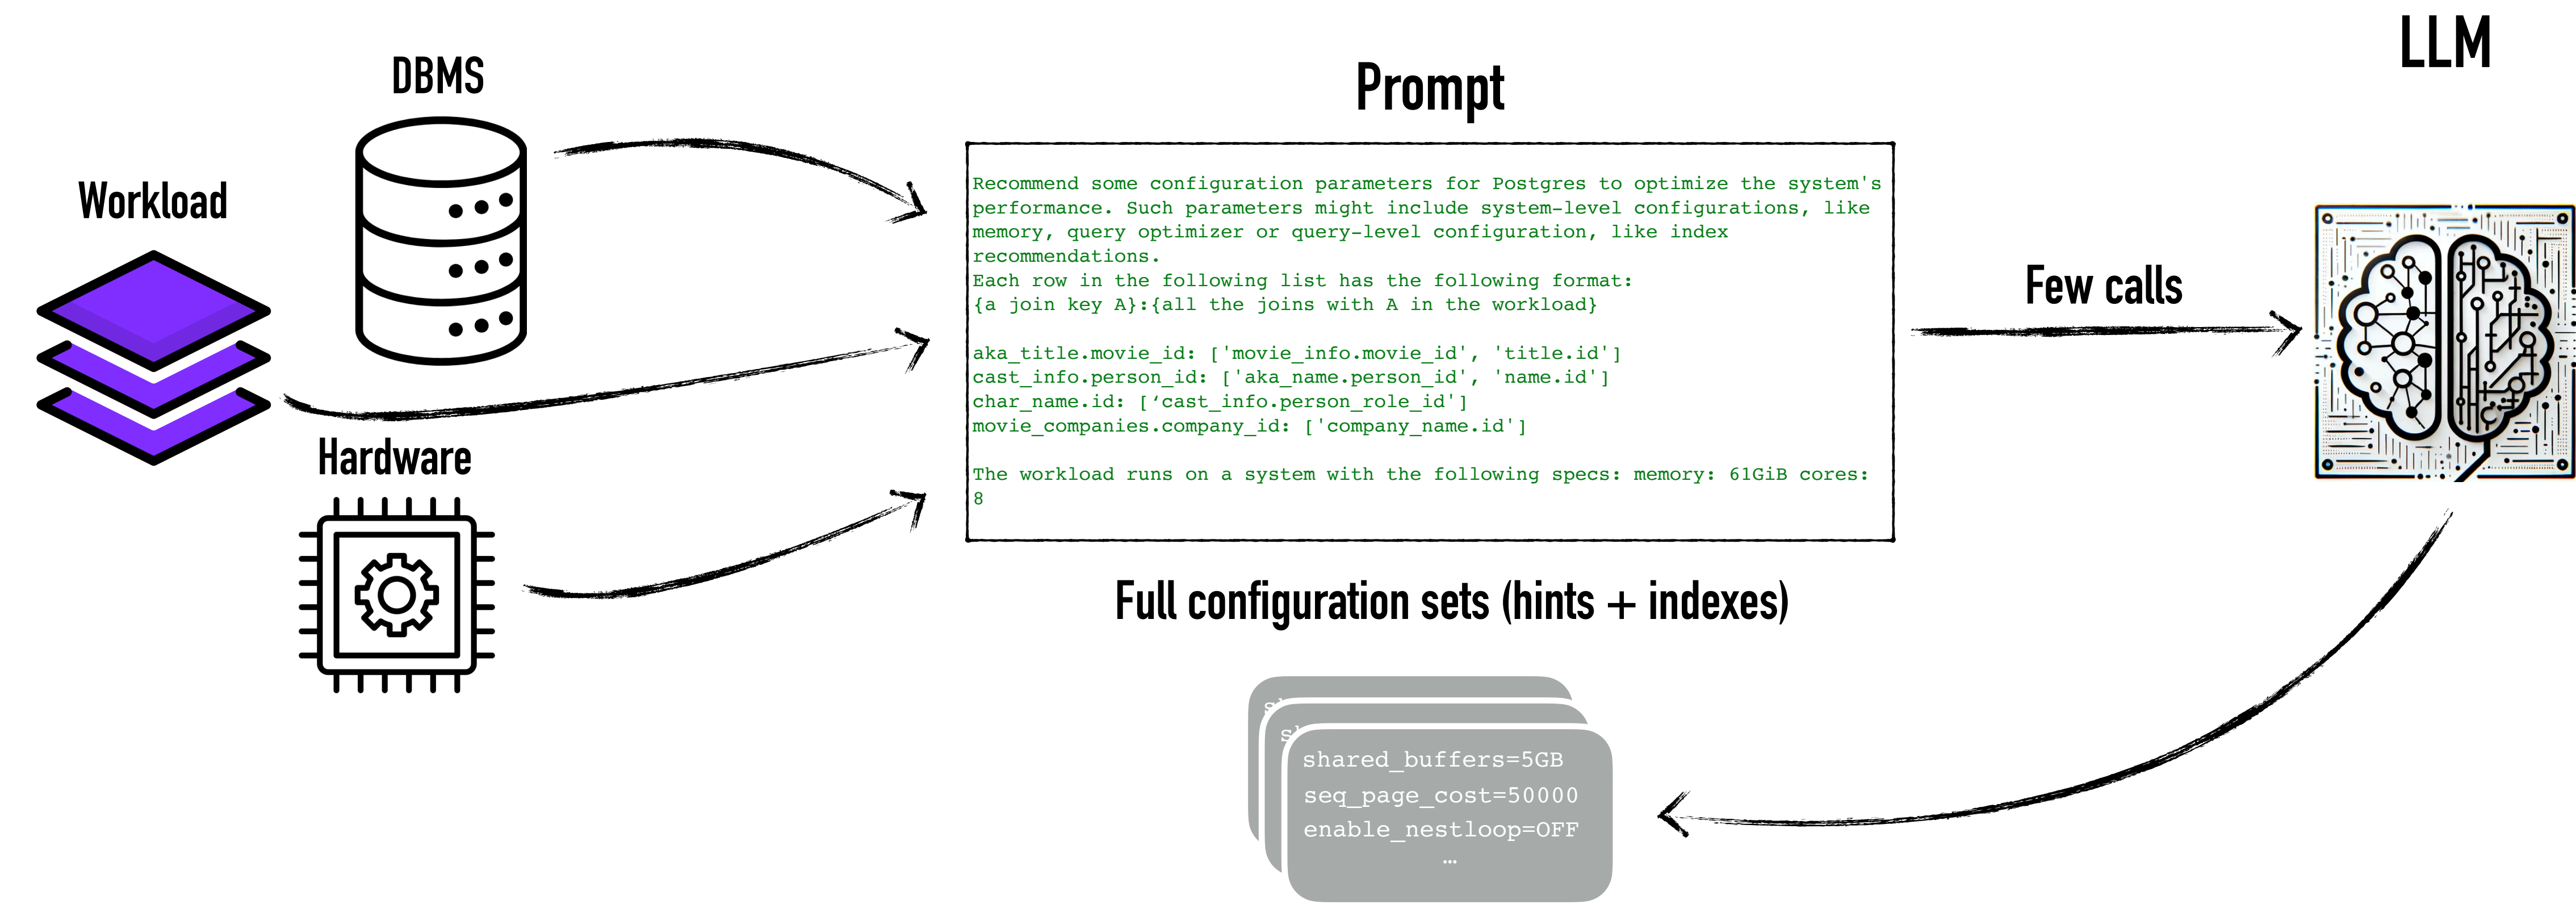 LLM
DBMS
Prompt
Workload
Recommend some configuration parameters for Postgres to optimize the system's
performance. Such parameters might include system-level configurations, like
memory, query optimizer or query-level configuration, like index
recommendations.
Each row in the following list has the following format:
{a join key A}:{all the joins with A in the workload}
aka_title.movie_id: ['movie_info.movie_id', 'title.id']
cast_info.person_id: ['aka_name.person_id', 'name.id']
char_name.id: [‘cast_info.person_role_id']
movie_companies.company_id: ['company_name.id']
The workload runs on a system with the following specs: memory: 61GiB cores:
8
Few calls
Hardware
Full configuration sets (hints + indexes)
shared_buffers=5GB
seq_page_cost=50000
enable_nestloop=OFF
…